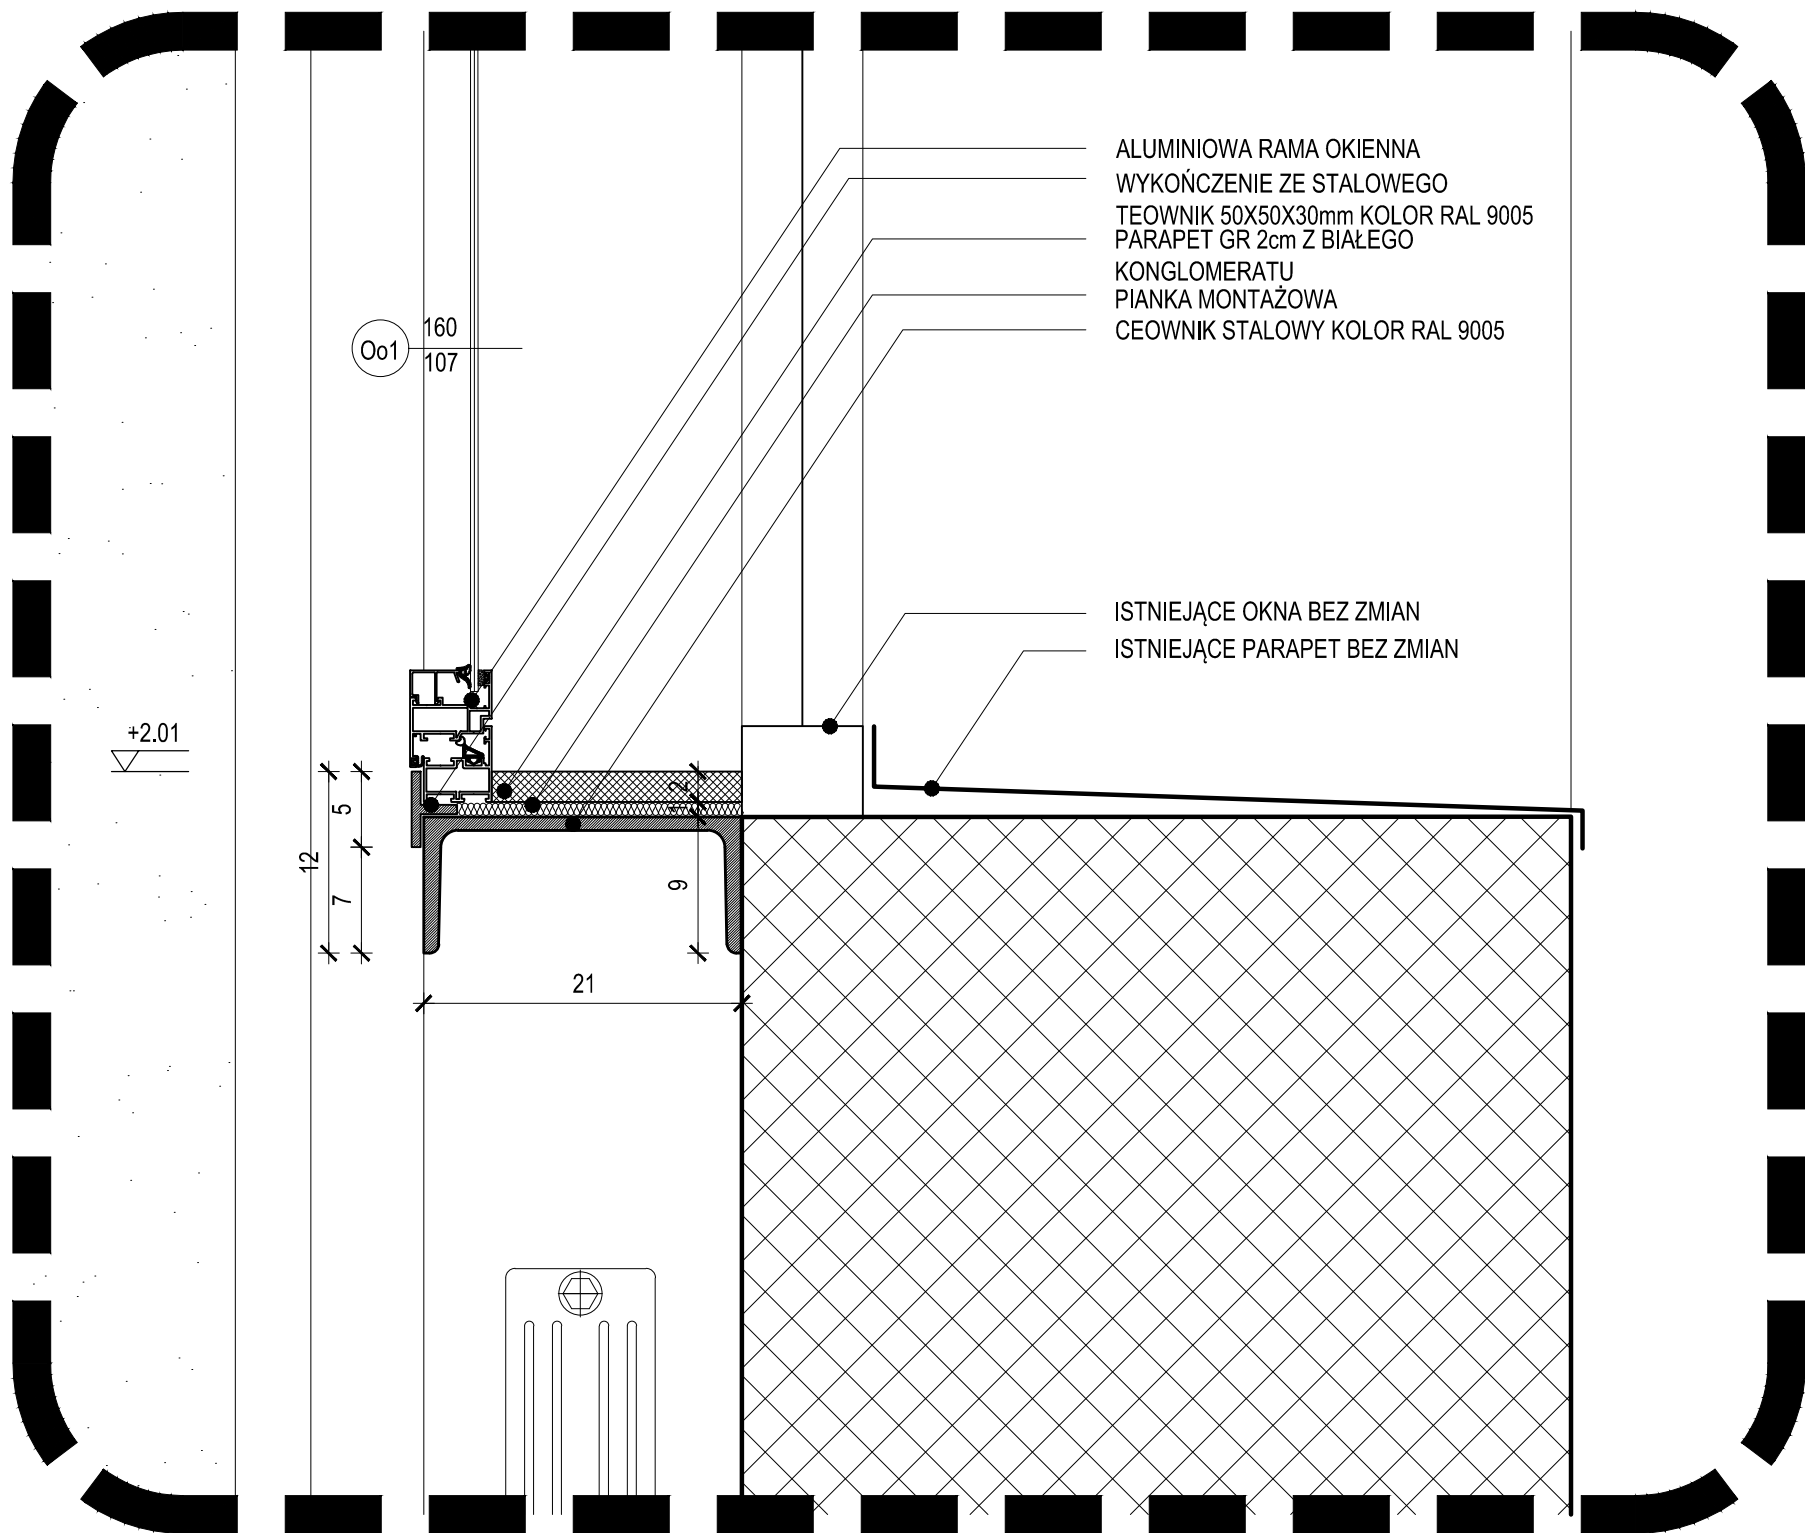 ALUMINIOWA RAMA OKIENNA
WYKOŃCZENIE ZE STALOWEGO
TEOWNIK 50X50X30mm KOLOR RAL 9005
PARAPET GR 2cm Z BIAŁEGO
KONGLOMERATU
PIANKA MONTAŻOWA
CEOWNIK STALOWY KOLOR RAL 9005
Oo1
160
107
ISTNIEJĄCE OKNA BEZ ZMIAN
ISTNIEJĄCE PARAPET BEZ ZMIAN
+2.01
5
12
7
2
1
9
21